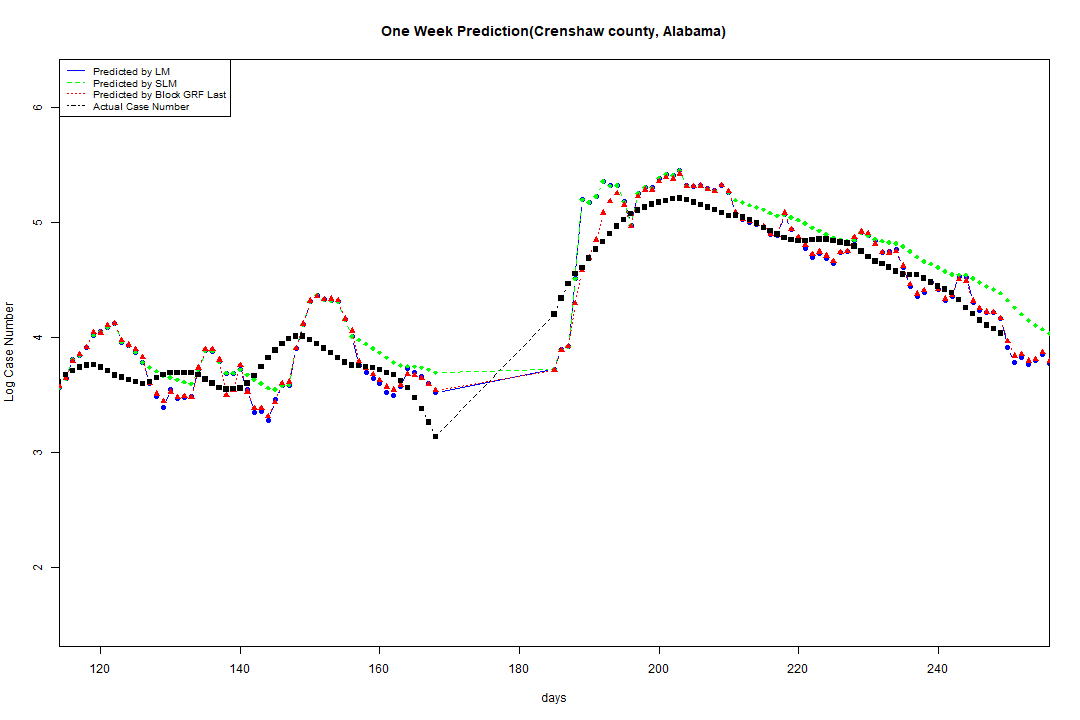 One Week Prediction(Crenshaw county, Alabama)
Predicted by LM
Predicted by SLM
Predicted by Block GRF Last
Actual Case Number
6
5
4
3
2
Log Case Number
120 140 160 180 200 220 240
days